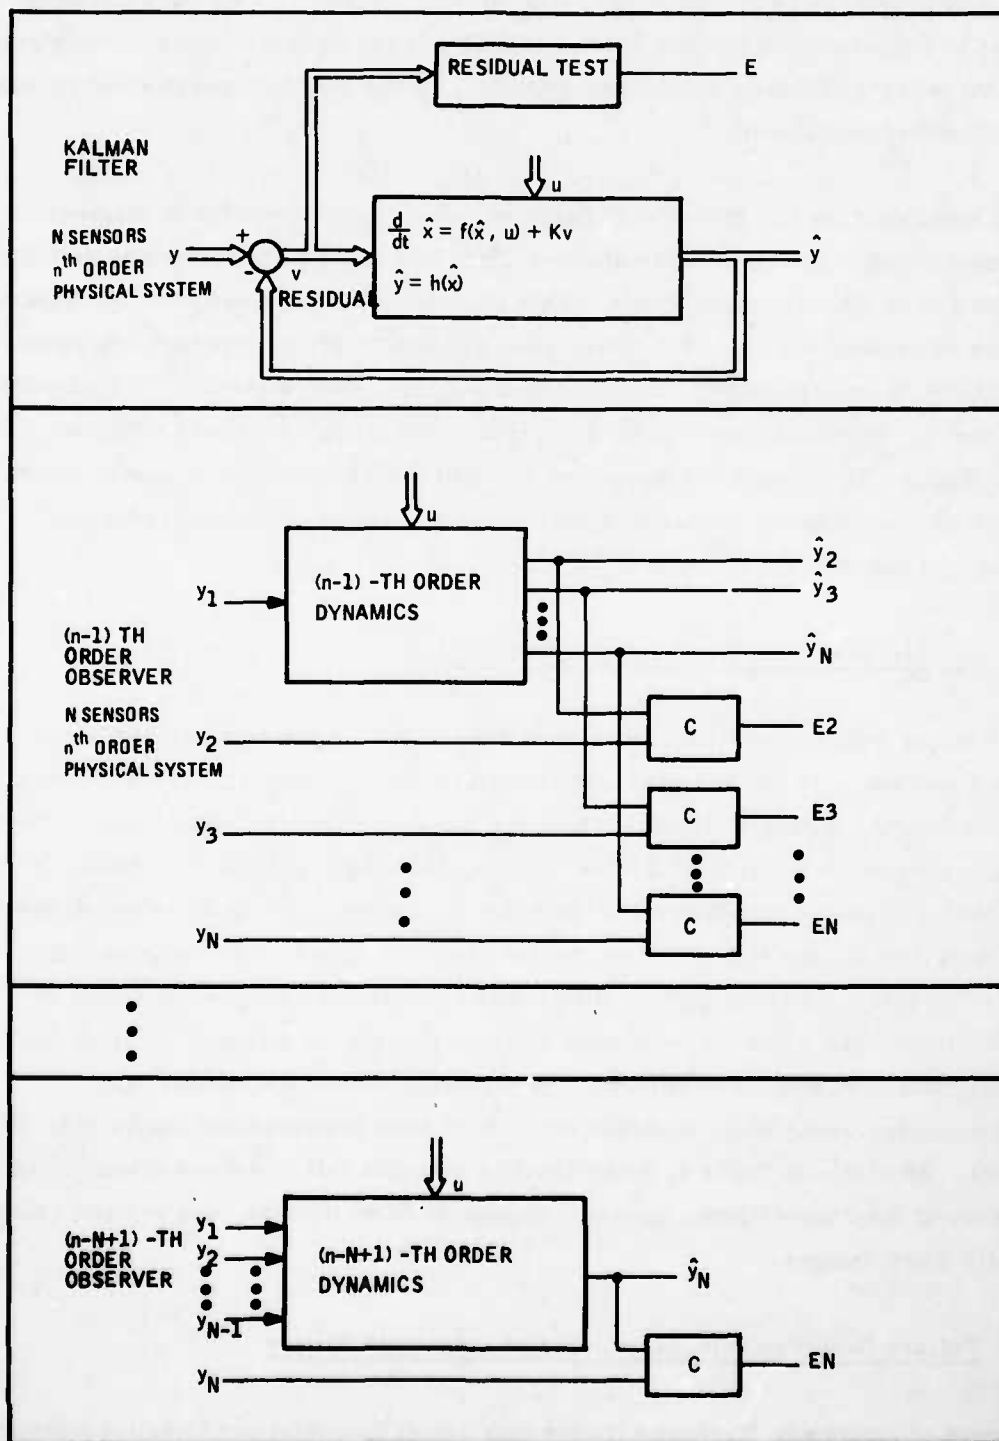 RESIDUAL TEST
E
KALMAN
FILTER
u
N SENSORS
nth ORDER
PHYSICAL SYSTEM
y
+
-
v
RESIDUAL
d/dt x̂ = f(x̂, u) + Kv
ŷ = h(x̂)
ŷ
u
(n-1) -TH ORDER
DYNAMICS
y1
ŷ2
ŷ3
ŷN
(n-1) TH
ORDER
OBSERVER
N SENSORS
nth ORDER
PHYSICAL SYSTEM
y2
C
E2
y3
C
E3
yN
C
EN
u
(n-N+1) -TH
ORDER
OBSERVER
y1
y2
yN-1
(n-N+1) -TH ORDER
DYNAMICS
ŷN
yN
C
EN